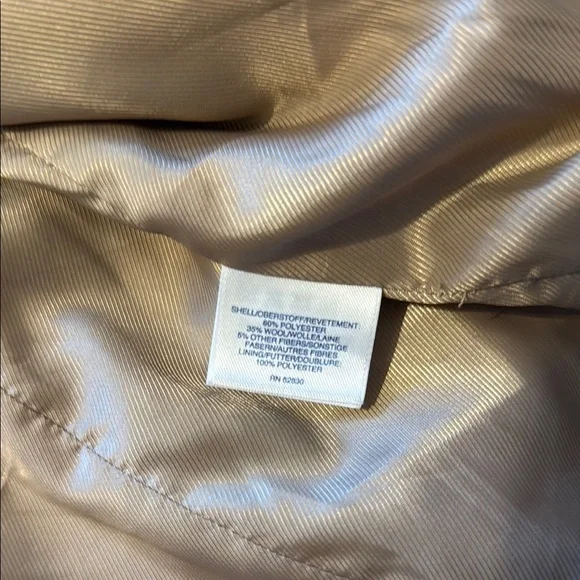 SHELL/OBERSTOFF/REVETEMENT:
60% POLYESTER
35% WOOL/WOLLE/LAINE
5% OTHER FIBERS/SONSTIGE
FASERN/AUTRES FIBRES
LINING/FUTTER/DOUBLURE:
100% POLYESTER
RN 62830